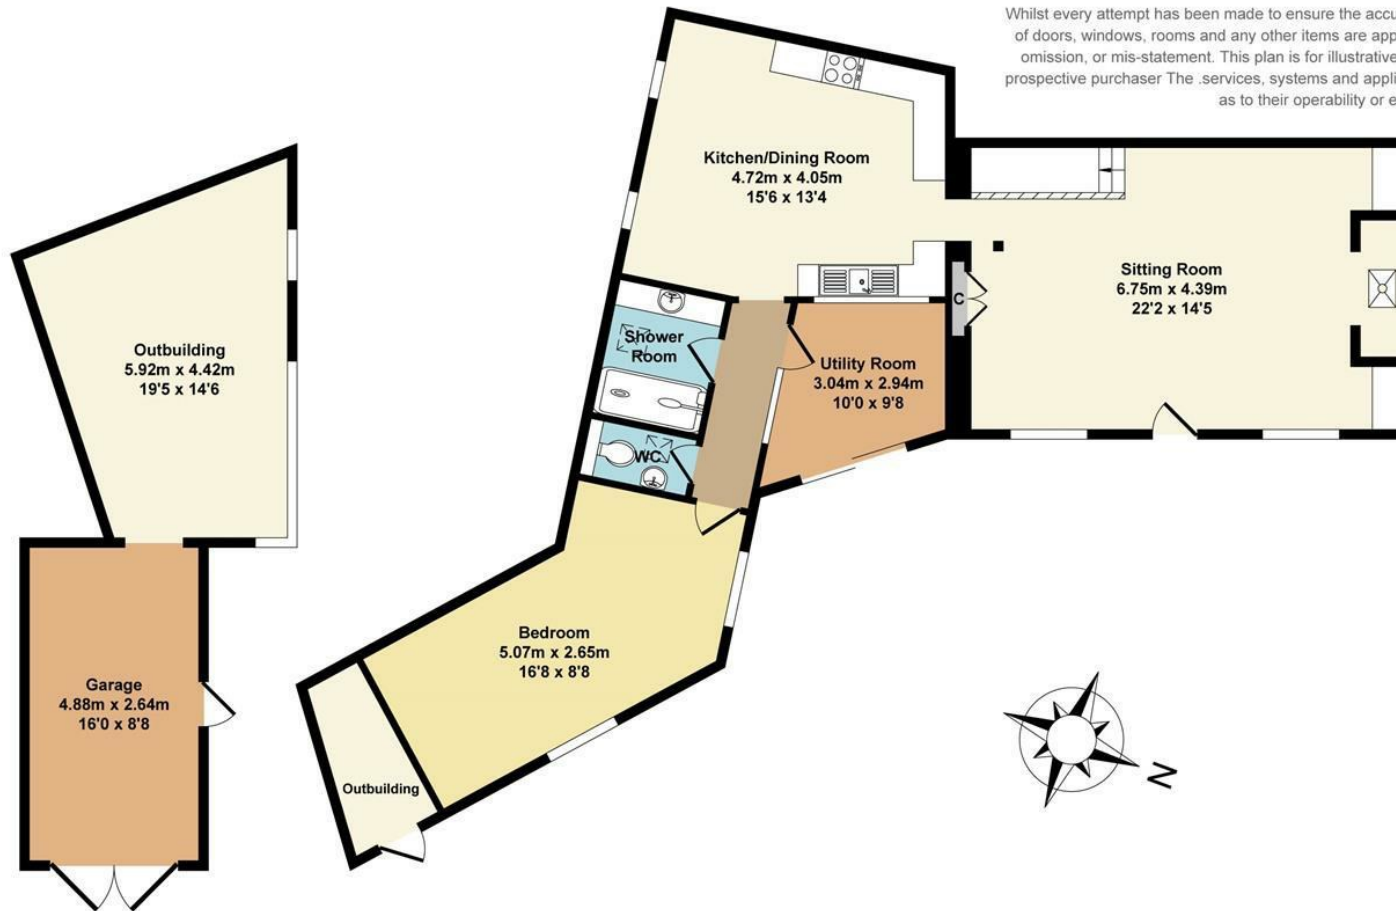 Whilst every attempt has been made to ensure the accu
of doors, windows, rooms and any other items are app
omission, or mis-statement. This plan is for illustrative
prospective purchaser The .services, systems and appli
as to their operability or e
Kitchen/Dining Room
4.72m x 4.05m
15'6 x 13'4
Sitting Room
6.75m x 4.39m
22'2 x 14'5
C
Outbuilding
5.92m x 4.42m
19'5 x 14'6
Shower
Room
Utility Room
3.04m x 2.94m
10'0 x 9'8
WC
Bedroom
5.07m x 2.65m
16'8 x 8'8
Garage
4.88m x 2.64m
16'0 x 8'8
Outbuilding
N